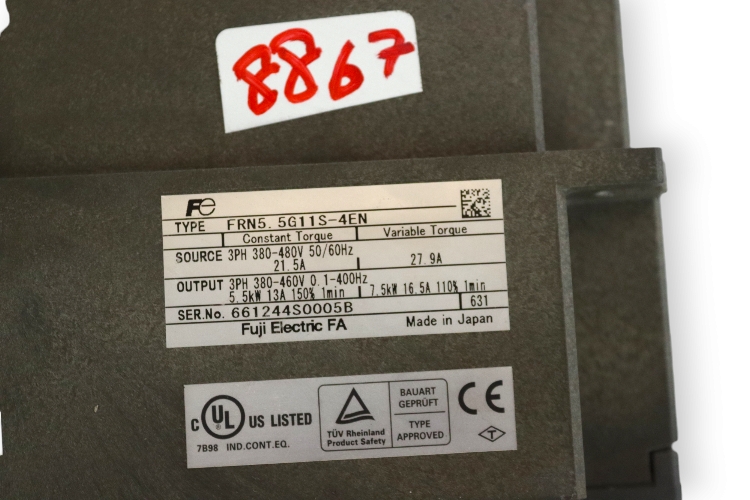 8867
Fe
TYPE FRN5.5G11S-4EN
Constant Torque Variable Torque
SOURCE 3PH 380-480V 50/60Hz
21.5A 27.9A
OUTPUT 3PH 380-460V 0.1-400Hz
5.5kW 13A 150% 1min 7.5kW 16.5A 110% 1min
SER.No. 661244S0005B 631
Fuji Electric FA Made in Japan
C UL US LISTED
7B98 IND.CONT.EQ.
TÜV Rheinland
Product Safety
BAUART
GEPRÜFT
TYPE
APPROVED
CE
T